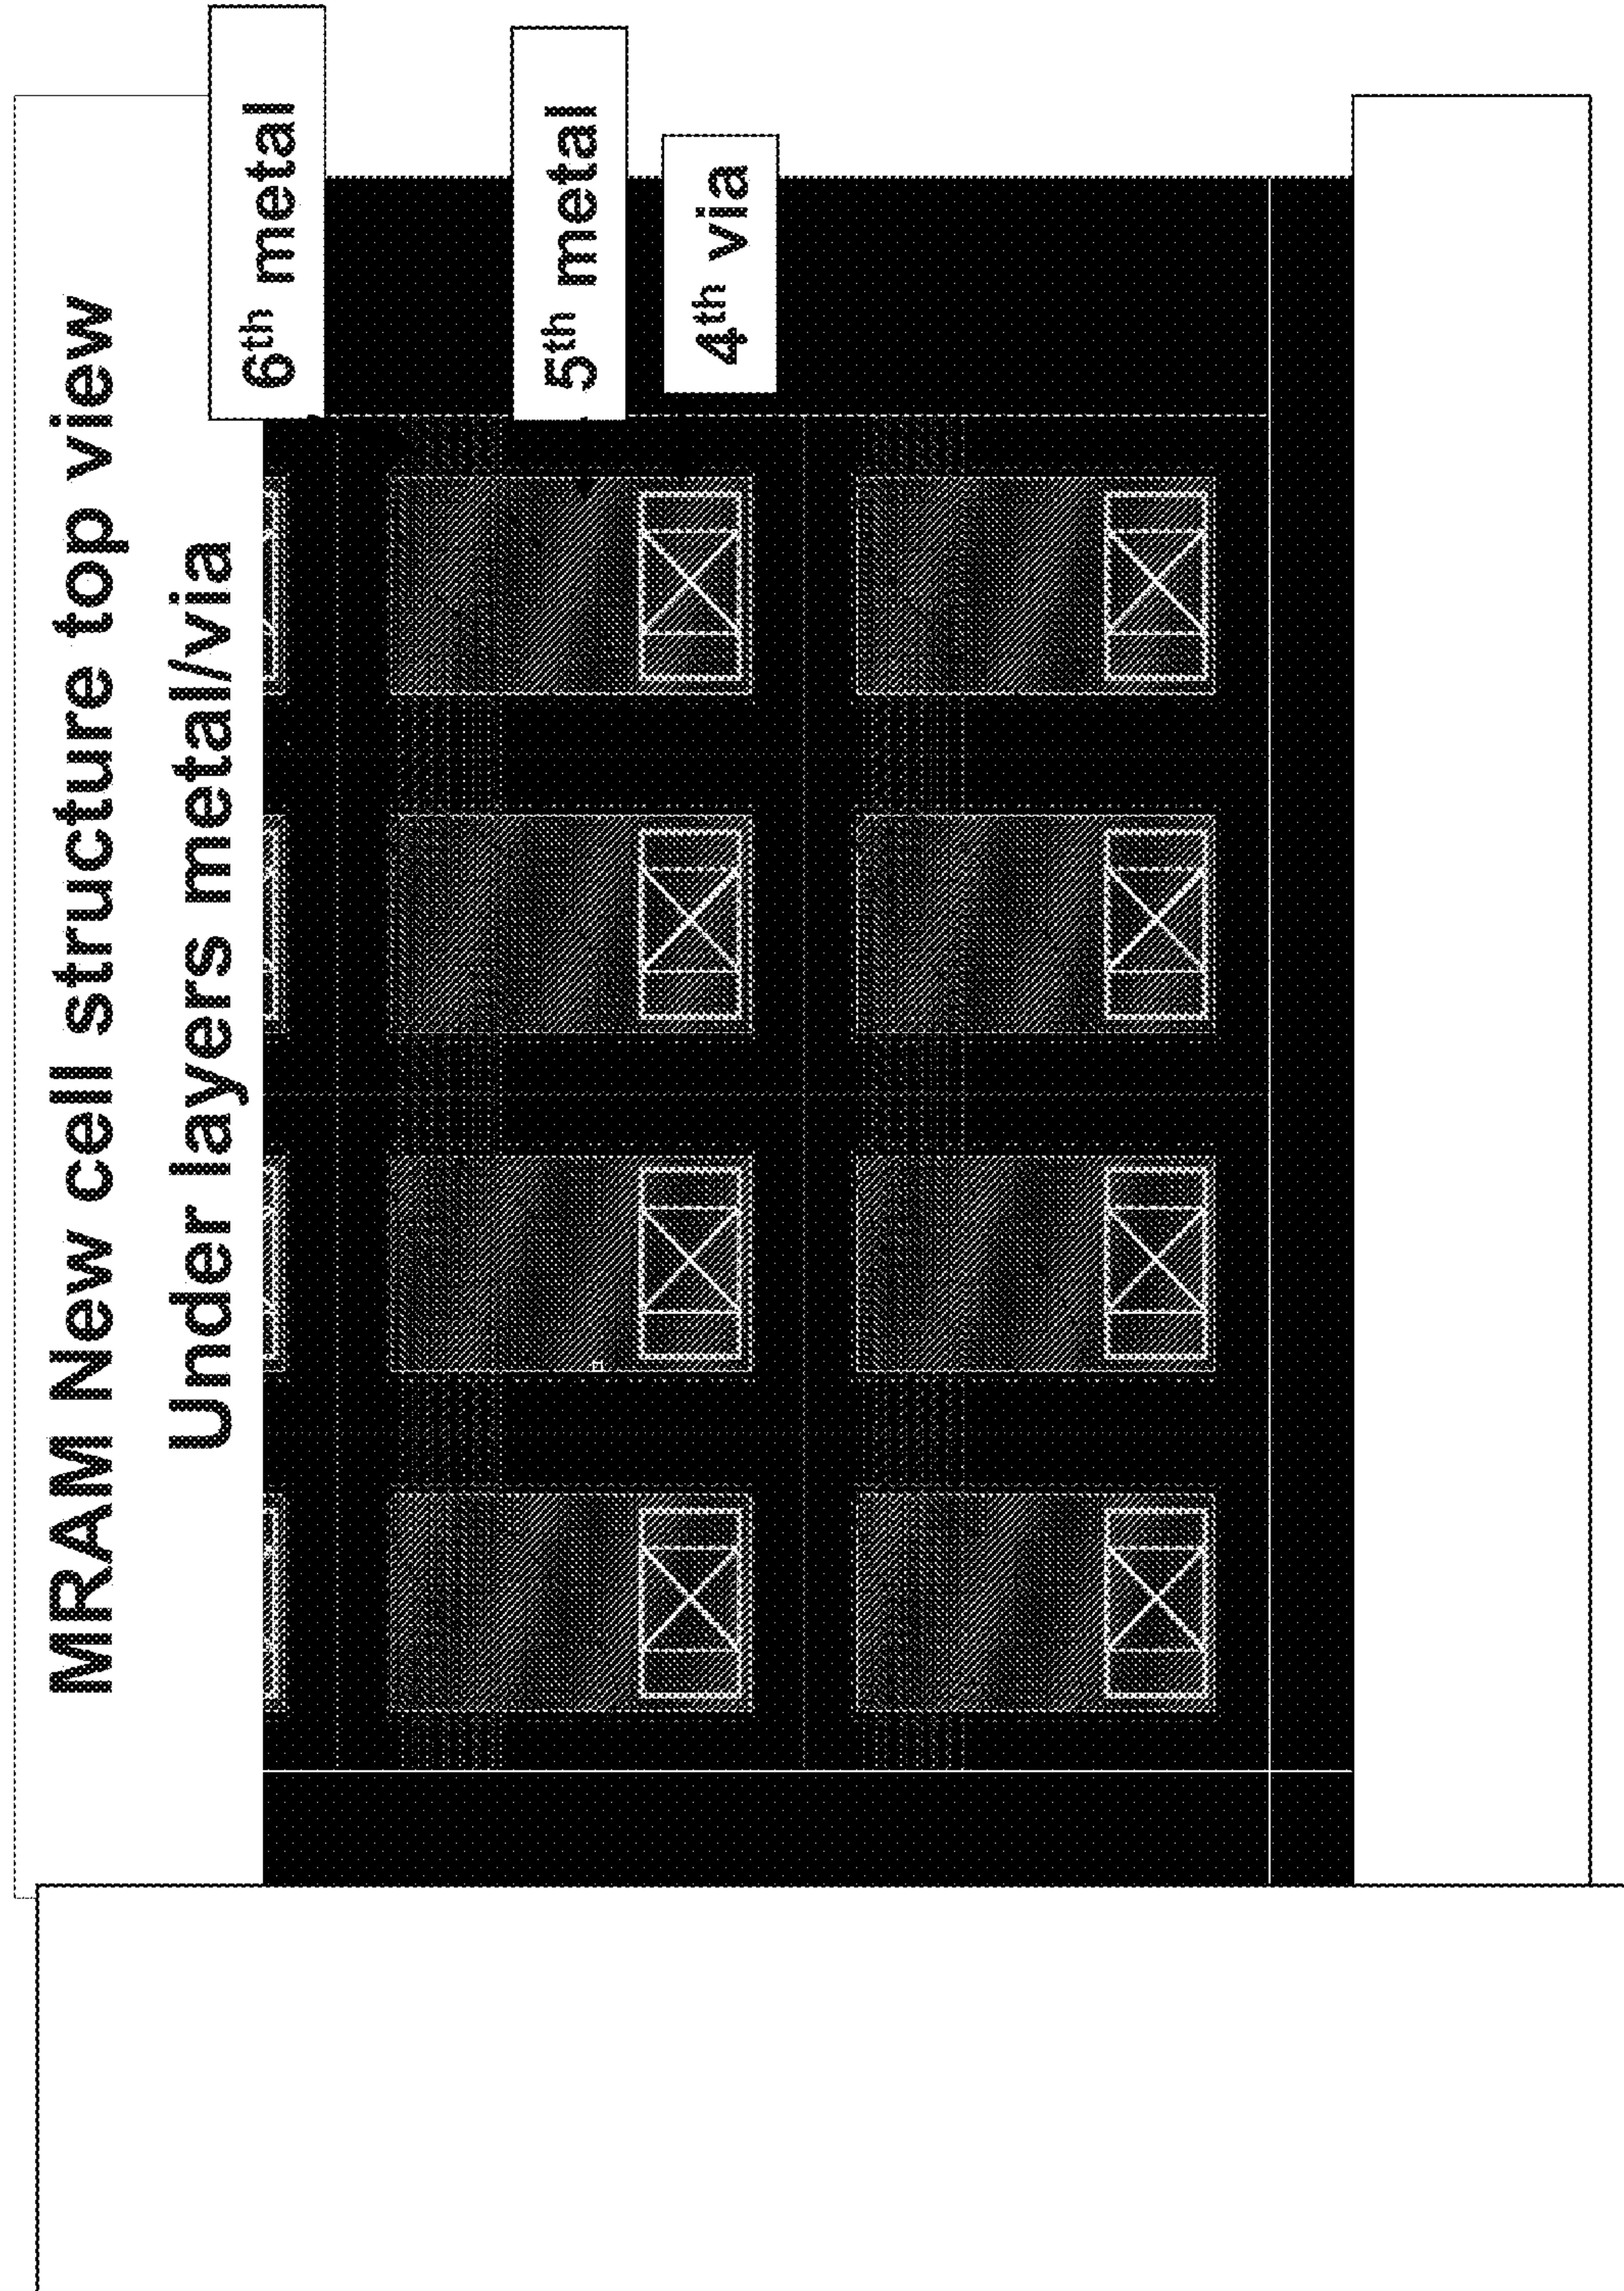 MRAM New cell structure top view
Under layers metal/via
6th metal
5th metal
4th via